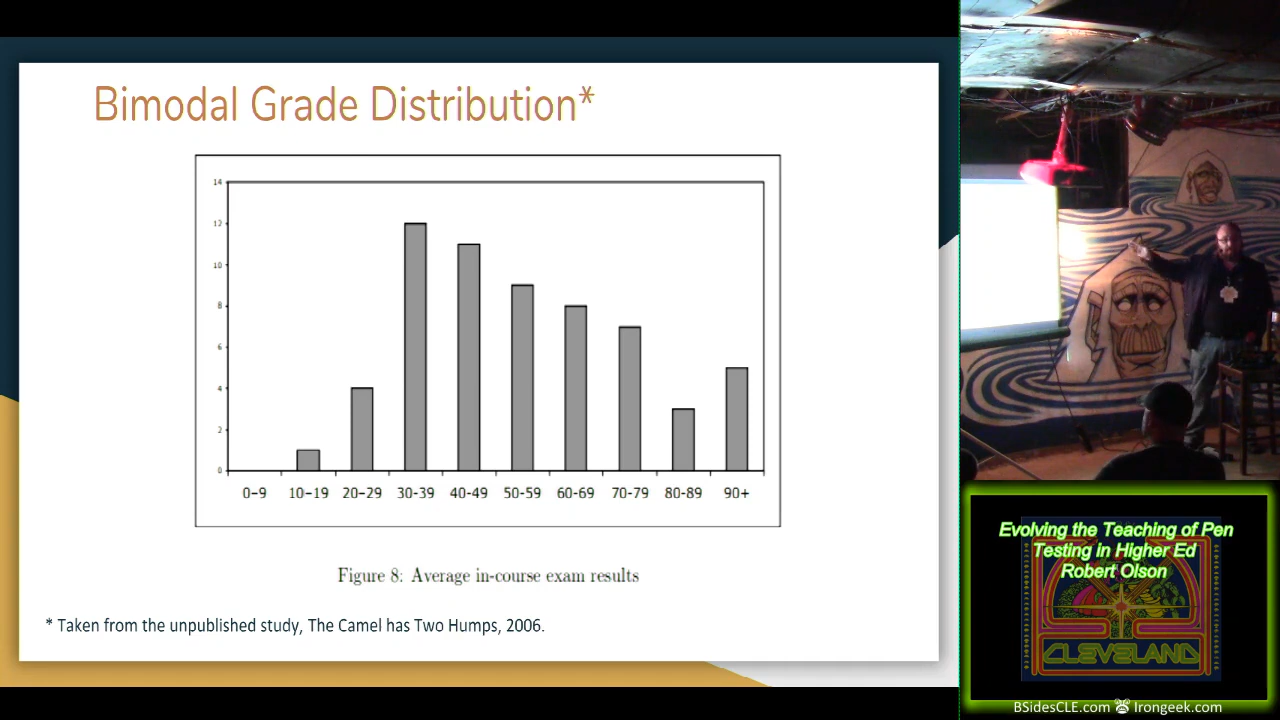 Bimodal Grade Distribution*
14
12
10
8
6
4
2
0
0-9 10-19 20-29 30-39 40-49 50-59 60-69 70-79 80-89 90+
Figure 8: Average in-course exam results
* Taken from the unpublished study, The Camel has Two Humps, 2006.
Evolving the Teaching of Pen
Testing in Higher Ed
Robert Olson
CLEVELAND
BSidesCLE.com Irongeek.com